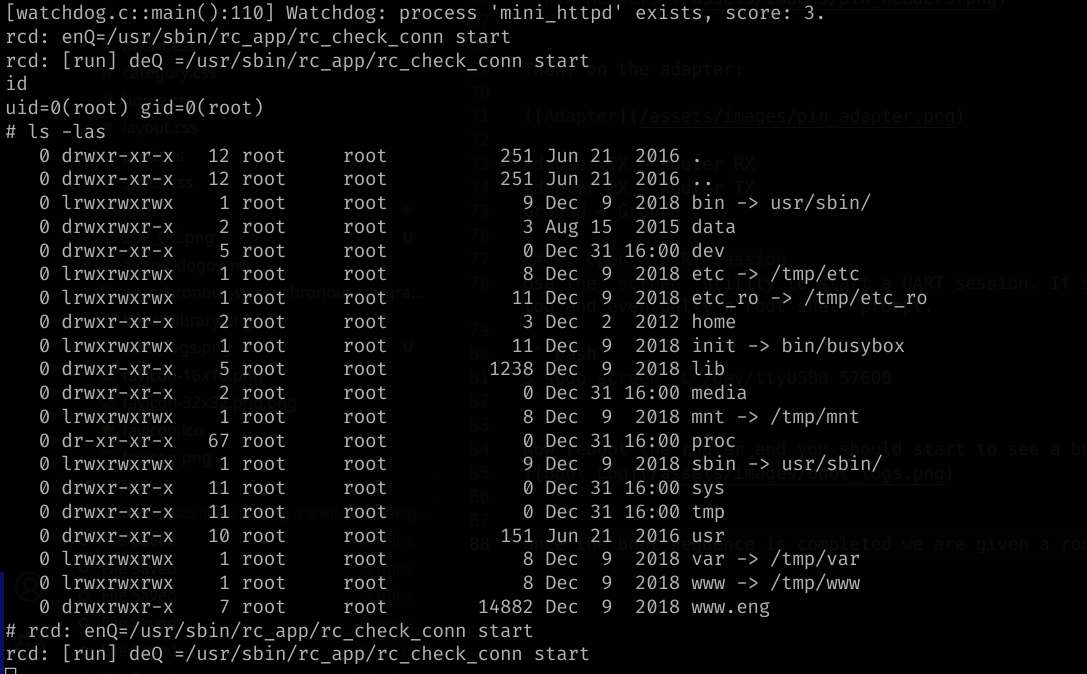 [watchdog.c::main():110] Watchdog: process 'mini_httpd' exists, score: 3.
rcd: enQ=/usr/sbin/rc_app/rc_check_conn start
rcd: [run] deQ =/usr/sbin/rc_app/rc_check_conn start
id
uid=0(root) gid=0(root)
# ls -las
   0 drwxr-xr-x   12 root     root          251 Jun 21  2016 .
   0 drwxr-xr-x   12 root     root          251 Jun 21  2016 ..
   0 lrwxrwxrwx    1 root     root            9 Dec  9  2018 bin -> usr/sbin/
   0 drwxrwxr-x    2 root     root            3 Aug 15  2015 data
   0 drwxr-xr-x    5 root     root            0 Dec 31 16:00 dev
   0 lrwxrwxrwx    1 root     root            8 Dec  9  2018 etc -> /tmp/etc
   0 lrwxrwxrwx    1 root     root           11 Dec  9  2018 etc_ro -> /tmp/etc_ro
   0 drwxrwxr-x    2 root     root            3 Dec  2  2012 home
   0 lrwxrwxrwx    1 root     root           11 Dec  9  2018 init -> bin/busybox
   0 drwxrwxr-x    5 root     root         1238 Dec  9  2018 lib
   0 drwxr-xr-x    2 root     root            0 Dec 31 16:00 media
   0 lrwxrwxrwx    1 root     root            8 Dec  9  2018 mnt -> /tmp/mnt
   0 dr-xr-xr-x   67 root     root            0 Dec 31 16:00 proc
   0 lrwxrwxrwx    1 root     root            9 Dec  9  2018 sbin -> usr/sbin/
   0 drwxr-xr-x   11 root     root            0 Dec 31 16:00 sys
   0 drwxr-xr-x   11 root     root            0 Dec 31 16:00 tmp
   0 drwxr-xr-x   10 root     root          151 Jun 21  2016 usr
   0 lrwxrwxrwx    1 root     root            8 Dec  9  2018 var -> /tmp/var
   0 lrwxrwxrwx    1 root     root            8 Dec  9  2018 www -> /tmp/www
   0 drwxrwxr-x    7 root     root        14882 Dec  9  2018 www.eng
# rcd: enQ=/usr/sbin/rc_app/rc_check_conn start
rcd: [run] deQ =/usr/sbin/rc_app/rc_check_conn start